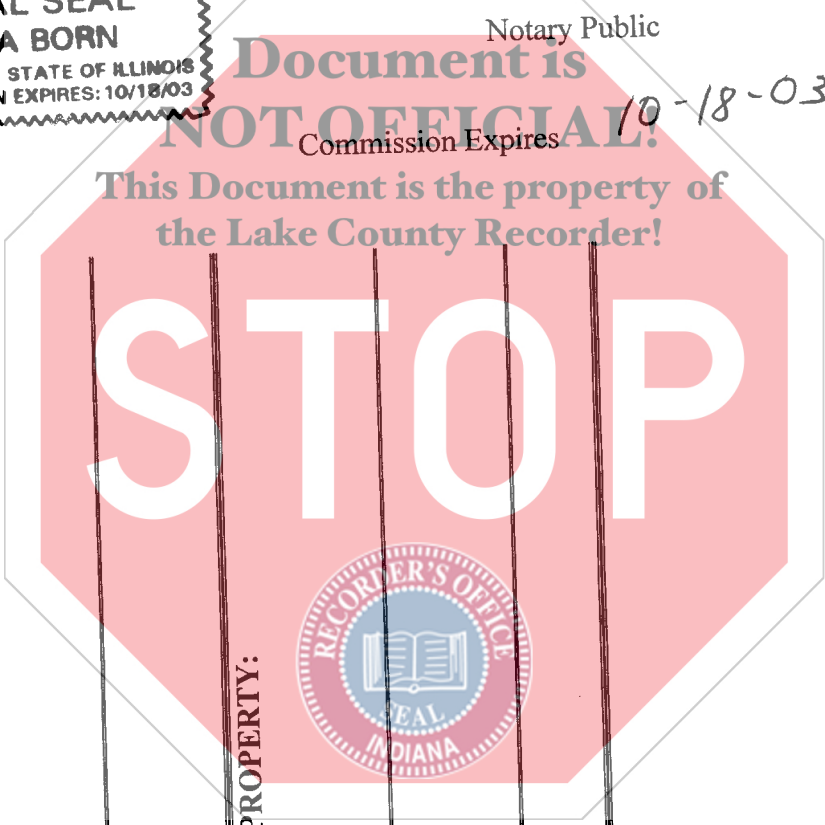 AL SEAL
A BORN
STATE OF ILLINOIS
EXPIRES: 10/18/03
Notary Public
Document is
NOT OFFICIAL!
Commission Expires 10-18-03
This Document is the property of
the Lake County Recorder!
STOP
RECORDER'S OFFICE
SEAL
INDIANA
PROPERTY: